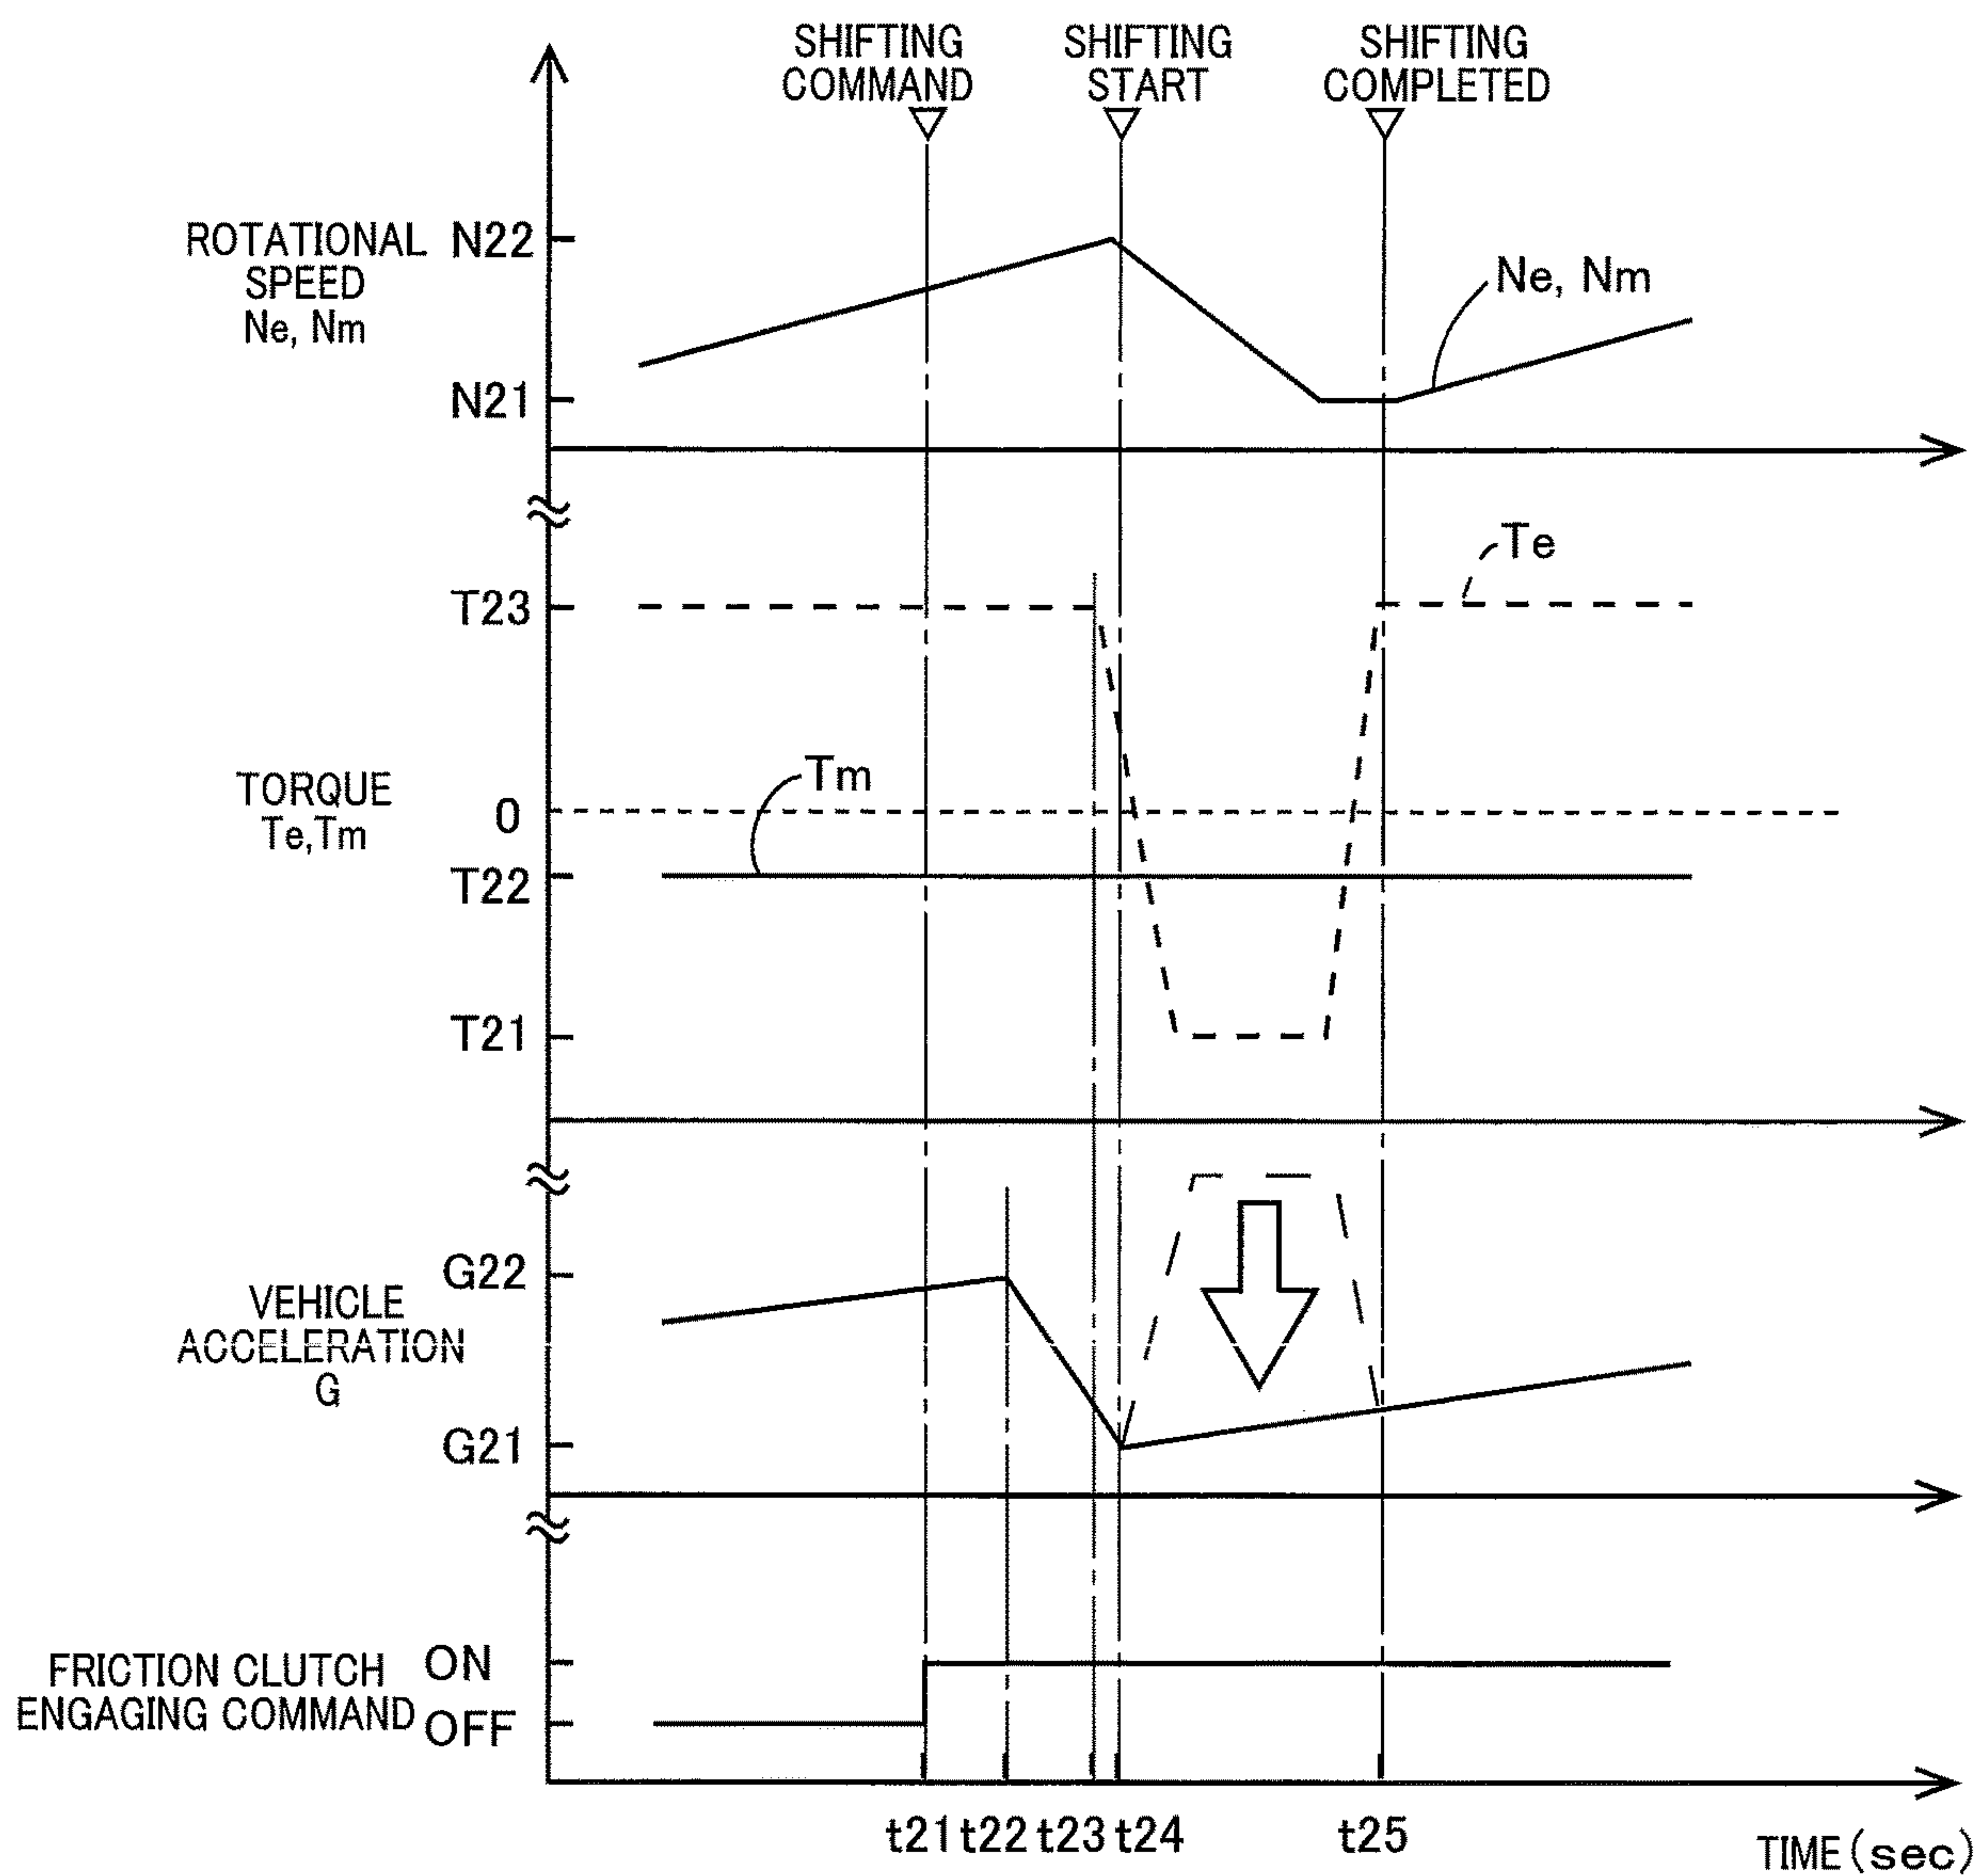 SHIFTING
COMMAND
SHIFTING
START
SHIFTING
COMPLETED
ROTATIONAL
SPEED
Ne, Nm
N22
N21
Ne, Nm
TORQUE
Te,Tm
T23
0
T22
T21
Te
Tm
VEHICLE
ACCELERATION
G
G22
G21
FRICTION CLUTCH
ENGAGING COMMAND
ON
OFF
t21 t22 t23 t24 t25
TIME(sec)